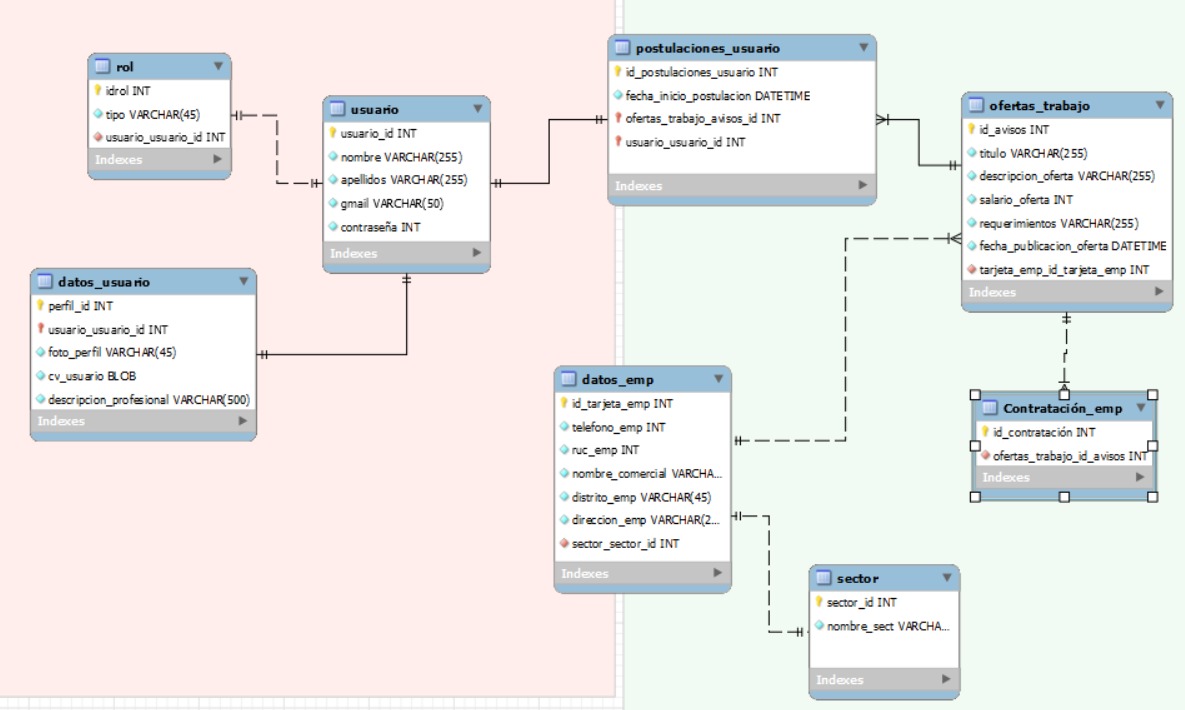 rol
idrol INT
tipo VARCHAR(45)
usuario_usuario_id INT
Indexes
usuario
usuario_id INT
nombre VARCHAR(255)
apellidos VARCHAR(255)
gmail VARCHAR(50)
contraseña INT
Indexes
datos_usuario
perfil_id INT
usuario_usuario_id INT
foto_perfil VARCHAR(45)
cv_usuario BLOB
descripcion_profesional VARCHAR(500)
Indexes
postulaciones_usuario
id_postulaciones_usuario INT
fecha_inicio_postulacion DATETIME
ofertas_trabajo_avisos_id INT
usuario_usuario_id INT
Indexes
ofertas_trabajo
id_avisos INT
titulo VARCHAR(255)
descripcion_oferta VARCHAR(255)
salario_oferta INT
requerimientos VARCHAR(255)
fecha_publicacion_oferta DATETIME
tarjeta_emp_id_tarjeta_emp INT
Indexes
datos_emp
id_tarjeta_emp INT
telefono_emp INT
ruc_emp INT
nombre_comercial VARCHA...
distrito_emp VARCHAR(45)
direccion_emp VARCHAR(2...
sector_sector_id INT
Indexes
Contratación_emp
id_contratación INT
ofertas_trabajo_id_avisos INT
Indexes
sector
sector_id INT
nombre_sect VARCHA...
Indexes